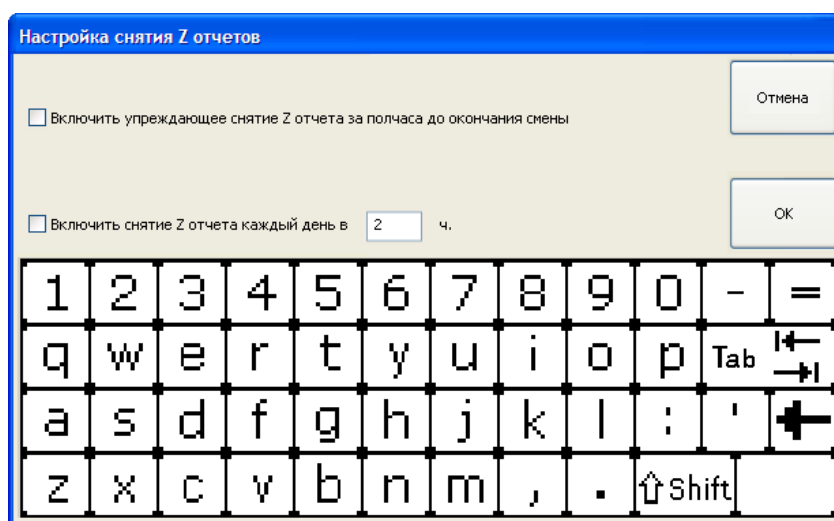 Настройка снятия Z отчетов
Отмена
Включить упреждающее снятие Z отчета за полчаса до окончания смены
OK
Включить снятие Z отчета каждый день в 2 ч.
1 2 3 4 5 6 7 8 9 0 - =
q w e r t y u i o p Tab
a s d f g h j k l : '
z x c v b n m , . Shift